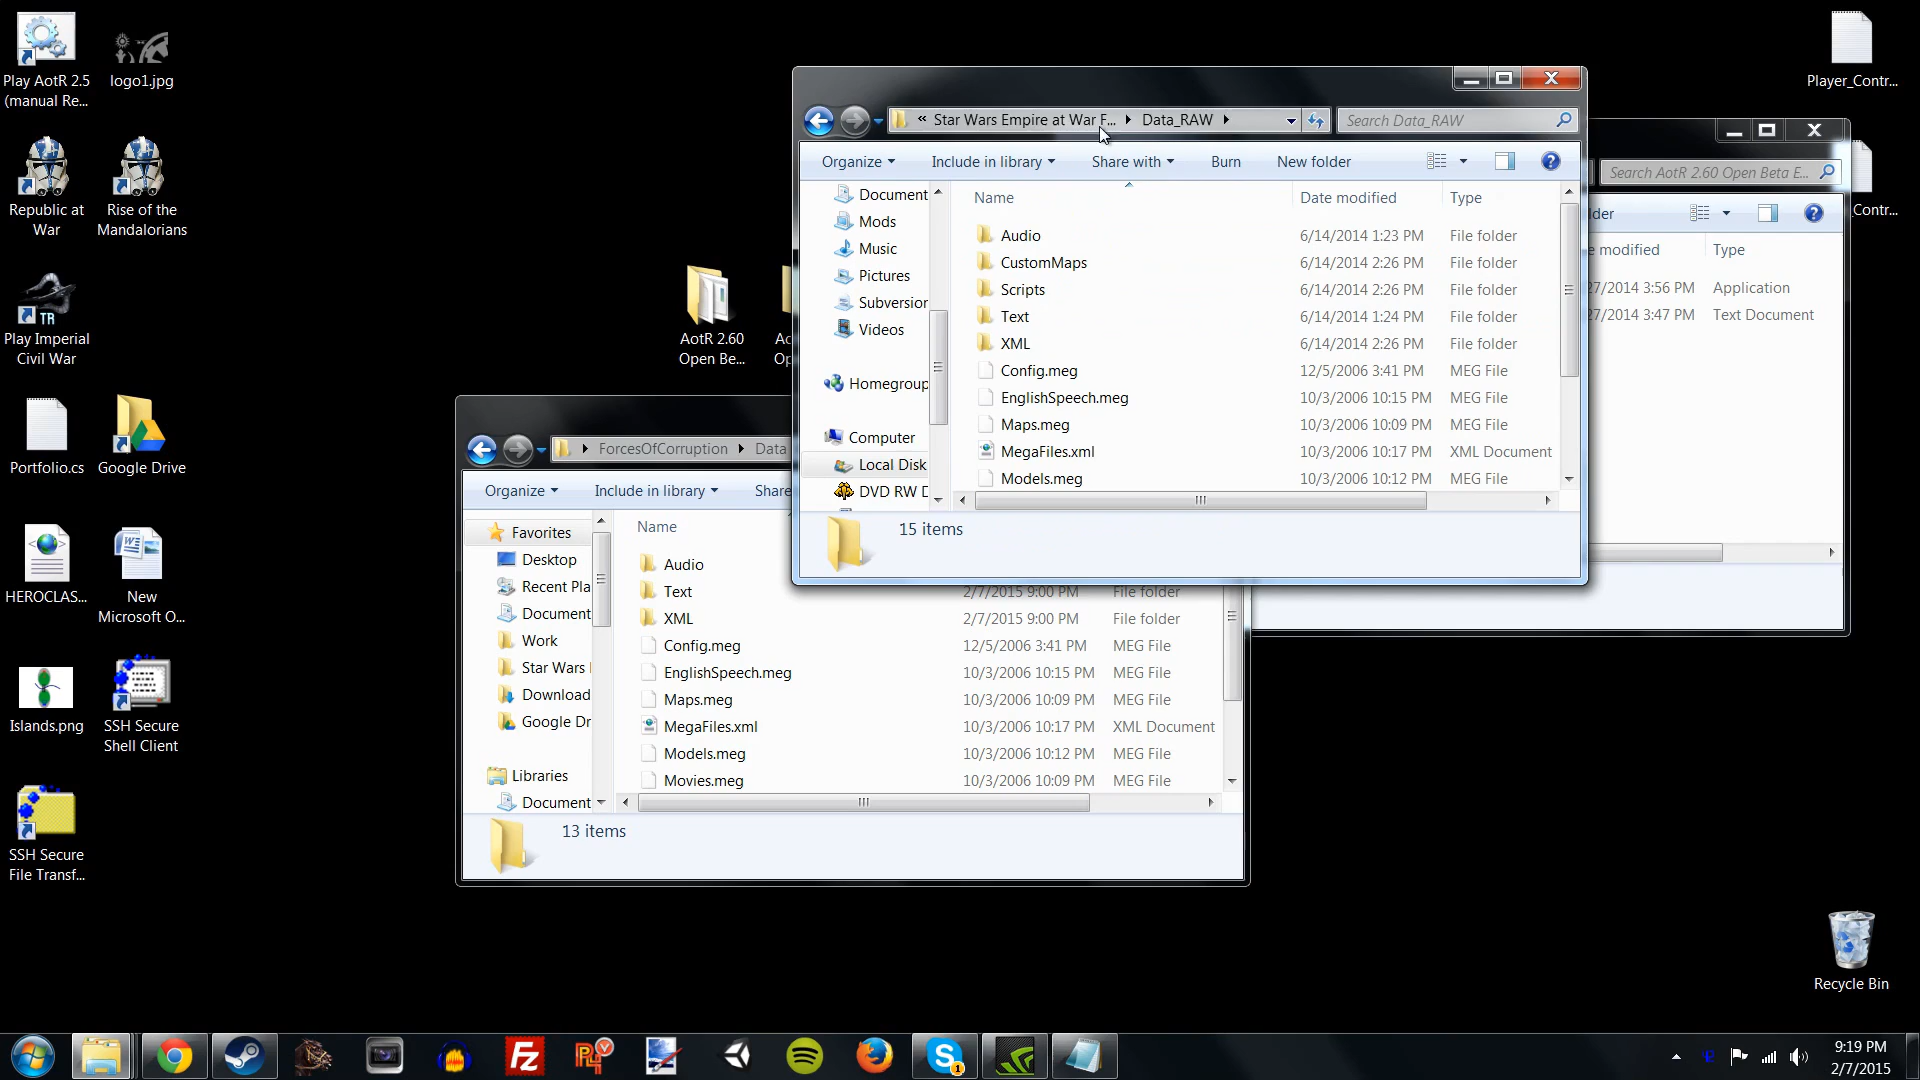 Play AotR 2.5
(manual Re...
logo1.jpg
Republic at
War
Rise of the
Mandalorians
Play Imperial
Civil War
TR
Portfolio.cs
Google Drive
HEROCLAS...
New
Microsoft O...
Islands.png
SSH Secure
Shell Client
SSH Secure
File Transf...
AotR 2.60
Open Be...
Player_Contr...
Recycle Bin
« Star Wars Empire at War F... Data_RAW
Search Data_RAW
Organize
Include in library
Share with
Burn
New folder
Document
Mods
Music
Pictures
Subversion
Videos
Homegroup
Computer
Local Disk
DVD RW D
Name Date modified Type
Audio 6/14/2014 1:23 PM File folder
CustomMaps 6/14/2014 2:26 PM File folder
Scripts 6/14/2014 2:26 PM File folder
Text 6/14/2014 1:24 PM File folder
XML 6/14/2014 2:26 PM File folder
Config.meg 12/5/2006 3:41 PM MEG File
EnglishSpeech.meg 10/3/2006 10:15 PM MEG File
Maps.meg 10/3/2006 10:09 PM MEG File
MegaFiles.xml 10/3/2006 10:17 PM XML Document
Models.meg 10/3/2006 10:12 PM MEG File
15 items
Search AotR 2.60 Open Beta E...
lder
e modified Type
27/2014 3:56 PM Application
27/2014 3:47 PM Text Document
ForcesOfCorruption Data
Organize
Include in library
Share
Favorites
Desktop
Recent Pla
Document
Work
Star Wars
Download
Google Dr
Libraries
Document
Name
Audio
Text 2/7/2015 9:00 PM File folder
XML 2/7/2015 9:00 PM File folder
Config.meg 12/5/2006 3:41 PM MEG File
EnglishSpeech.meg 10/3/2006 10:15 PM MEG File
Maps.meg 10/3/2006 10:09 PM MEG File
MegaFiles.xml 10/3/2006 10:17 PM XML Document
Models.meg 10/3/2006 10:12 PM MEG File
Movies.meg 10/3/2006 10:09 PM MEG File
13 items
9:19 PM
2/7/2015